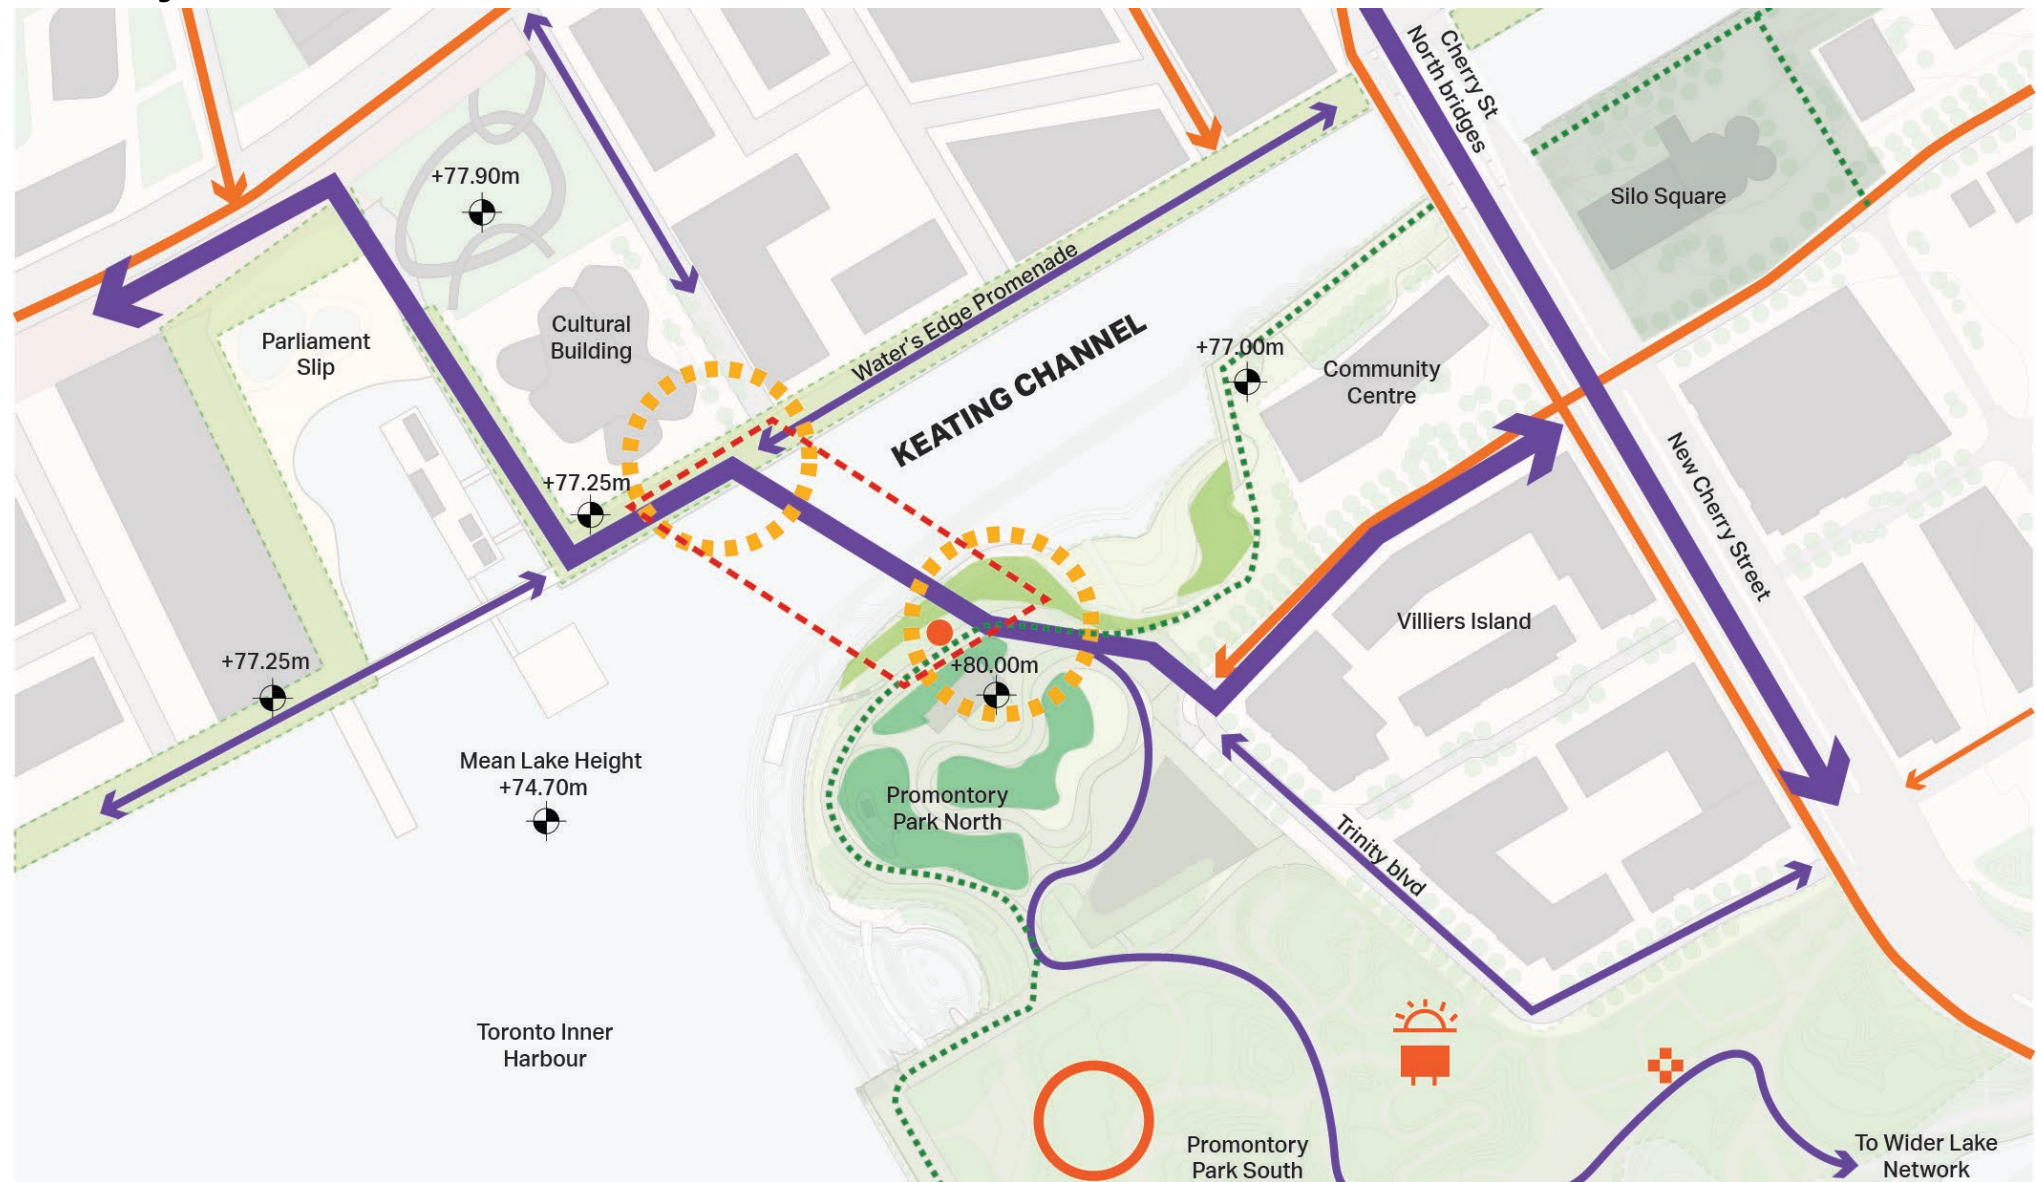 Cherry St
North bridges
+77.90m
Silo Square
Water's Edge Promenade
Parliament
Slip
Cultural
Building
KEATING CHANNEL
+77.00m
Community
Centre
+77.25m
New Cherry Street
Villiers Island
+77.25m
+80.00m
Mean Lake Height
+74.70m
Promontory
Park North
Trinity blvd
Toronto Inner
Harbour
Promontory
Park South
To Wider Lake
Network